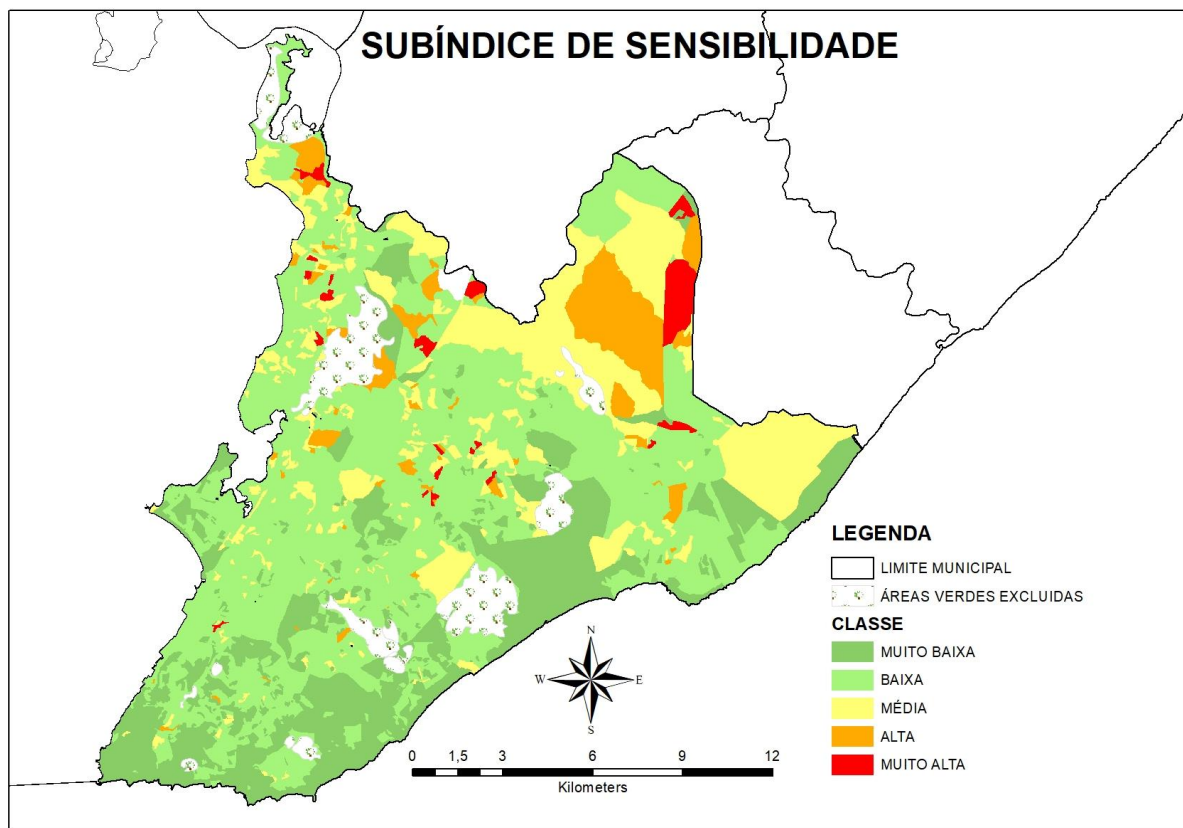 SUBÍNDICE DE SENSIBILIDADE
N
W
E
S
0 1,5 3 6 9 12
Kilometers
LEGENDA
LIMITE MUNICIPAL
ÁREAS VERDES EXCLUIDAS
CLASSE
MUITO BAIXA
BAIXA
MÉDIA
ALTA
MUITO ALTA